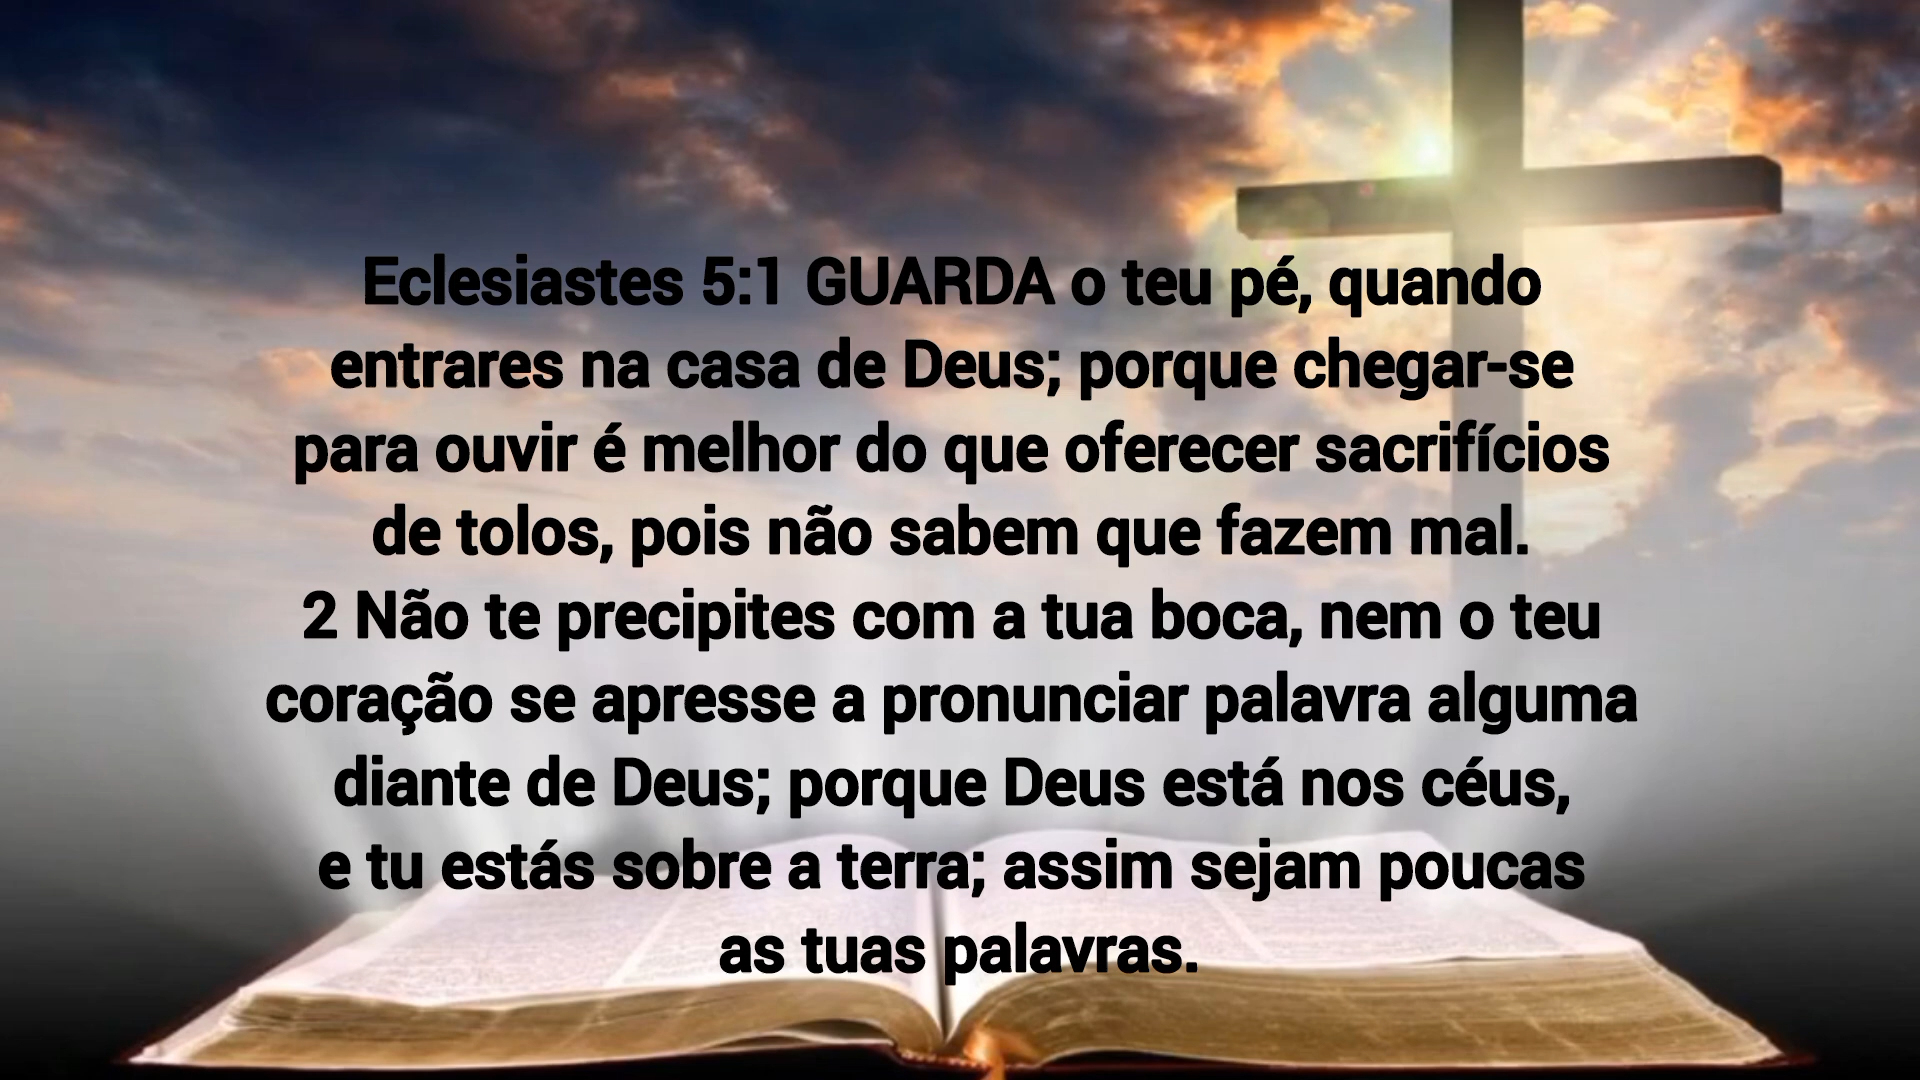 Eclesiastes 5:1 GUARDA o teu pé, quando
entrares na casa de Deus; porque chegar-se
para ouvir é melhor do que oferecer sacrifícios
de tolos, pois não sabem que fazem mal.
2 Não te precipites com a tua boca, nem o teu
coração se apresse a pronunciar palavra alguma
diante de Deus; porque Deus está nos céus,
e tu estás sobre a terra; assim sejam poucas
as tuas palavras.